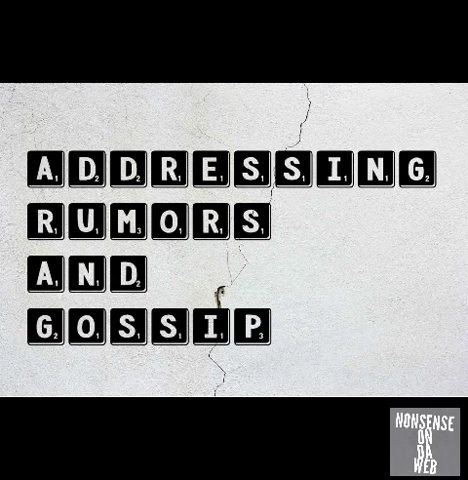 ADDRESSING
RUMORS
AND
GOSSIP
NONSENSE
ON
DA
WEB